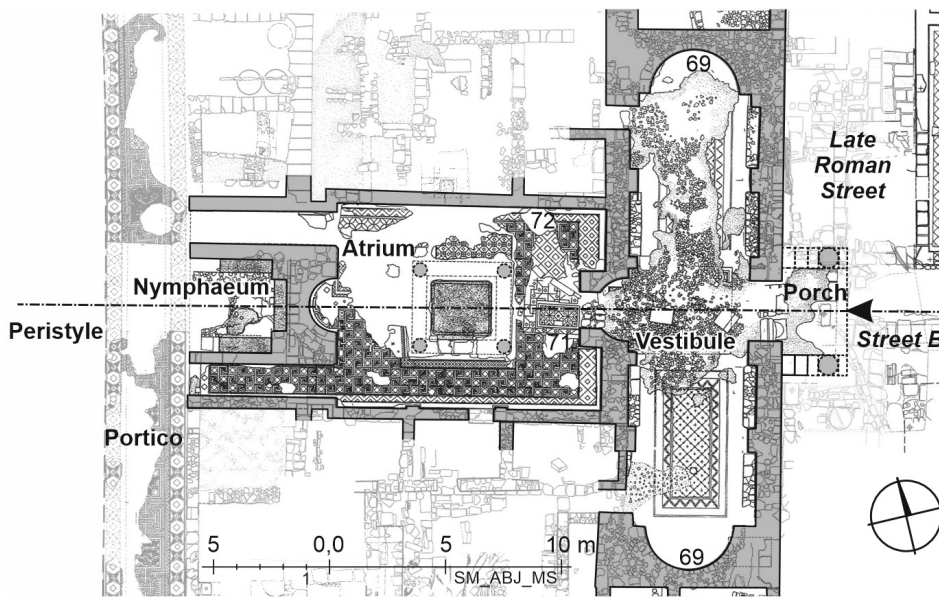 69
Late
Roman
Street
72
Atrium
Nymphaeum
Porch
Peristyle
71
Vestibule
Street E
Portico
5 0,0 5 10 m
1 SM_ABJ_MS
69